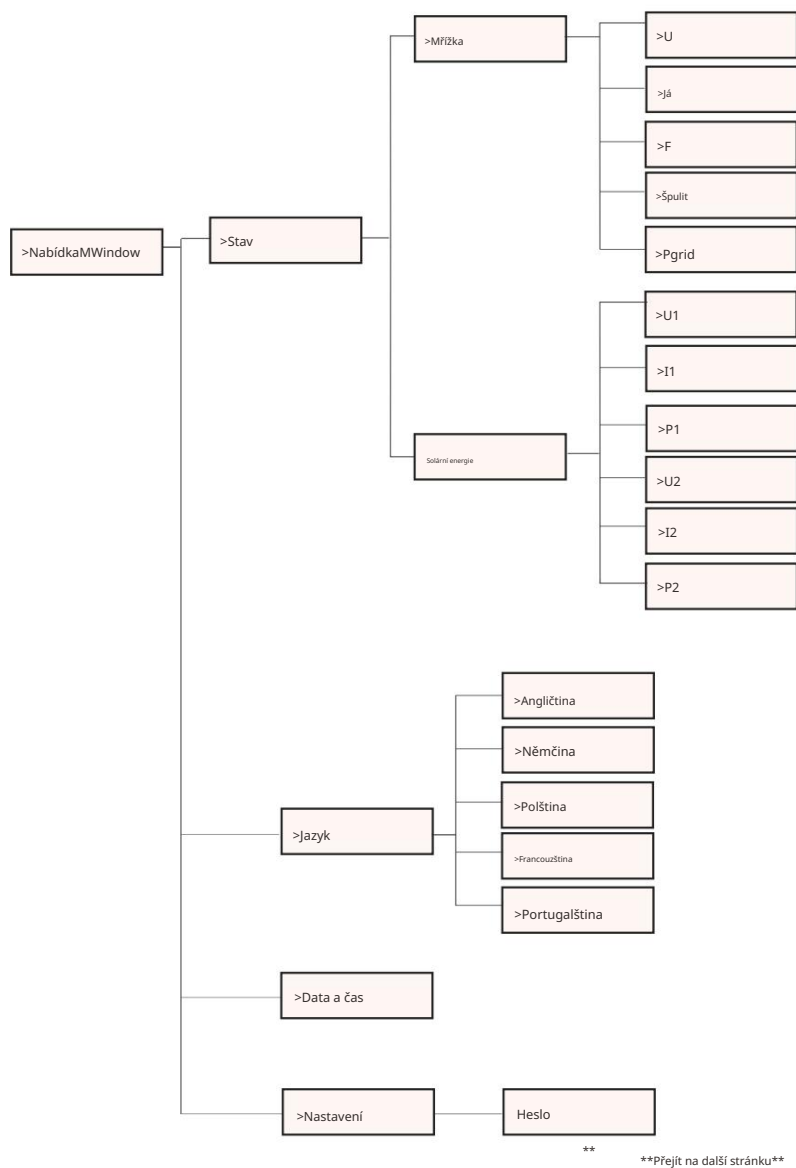 >NabídkaMWindow
>Stav
>Mřížka
>U
>Já
>F
>Špulit
>Pgrid
Solární energie
>U1
>I1
>P1
>U2
>I2
>P2
>Jazyk
>Angličtina
>Němčina
>Polština
>Francouzština
>Portugalština
>Data a čas
>Nastavení
Heslo
**
**Přejít na další stránku**